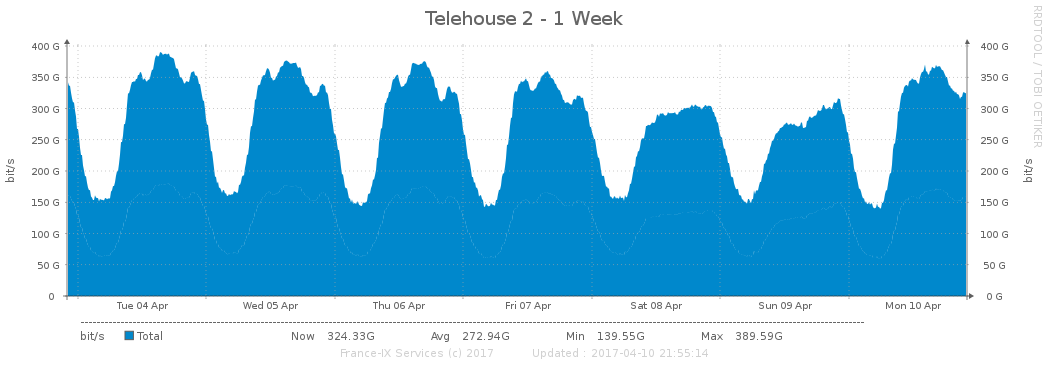 Telehouse 2 - 1 Week
RRDTOOL / TOBI OETIKER
400 G 400 G
350 G 350 G
300 G 300 G
250 G 250 G
200 G 200 G
150 G 150 G
100 G 100 G
50 G 50 G
0 0 G
bit/s bit/s
Tue 04 Apr Wed 05 Apr Thu 06 Apr Fri 07 Apr Sat 08 Apr Sun 09 Apr Mon 10 Apr
bit/s Total Now 324.33G Avg 272.94G Min 139.55G Max 389.59G
France-IX Services (c) 2017 Updated : 2017-04-10 21:55:14